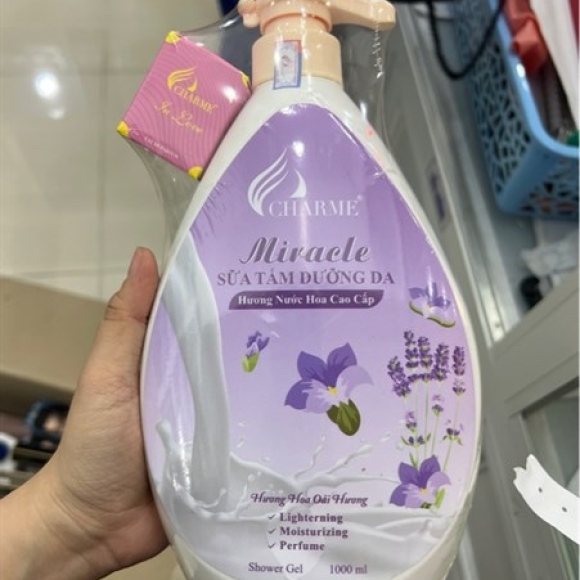 CHARME
In Love
CHARME
Miracle
SỮA TẮM DƯỠNG DA
Hương Nước Hoa Cao Cấp
Hương Hoa Oải Hương
✓ Lighterning
✓ Moisturizing
✓ Perfume
Shower Gel 1000 ml